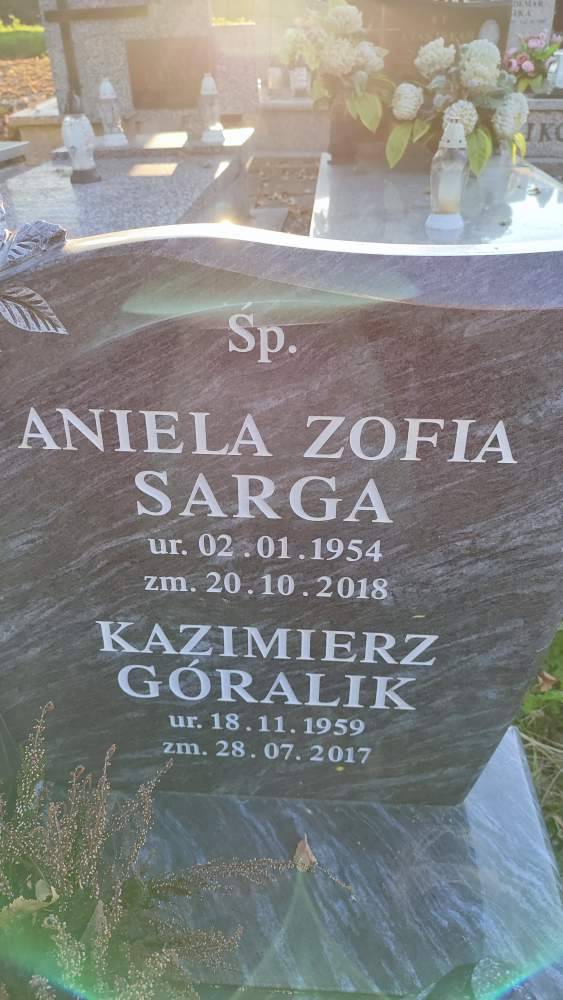 Śp.
ANIELA ZOFIA
SARGA
ur. 02.01.1954
zm. 20.10.2018
KAZIMIERZ
GÓRALIK
ur. 18.11.1959
zm. 28.07.2017